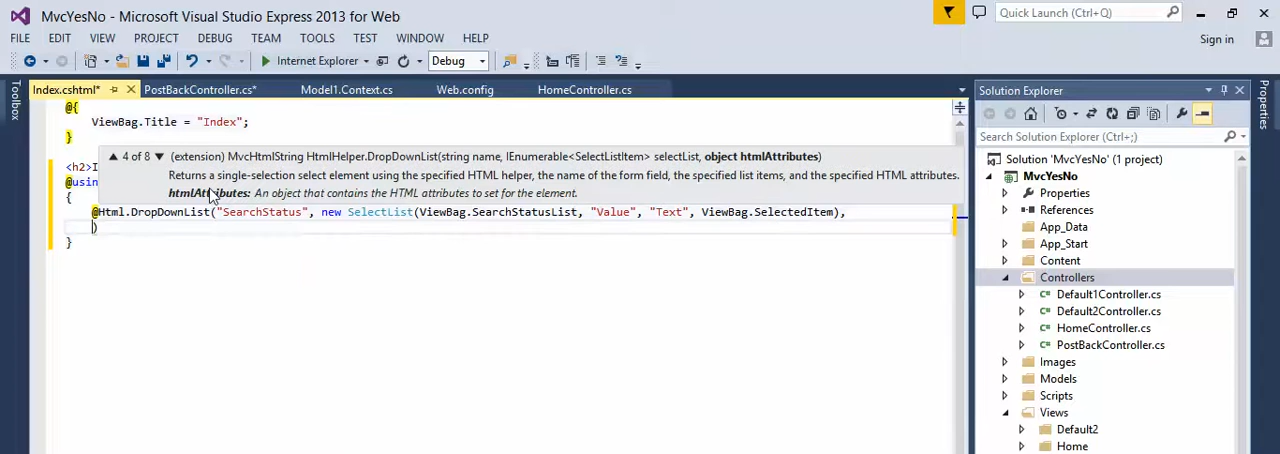 MvcYesNo - Microsoft Visual Studio Express 2013 for Web
Quick Launch (Ctrl+Q)
FILE EDIT VIEW PROJECT DEBUG TEAM TOOLS TEST WINDOW HELP
Sign in
Internet Explorer Debug
Toolbox
Index.cshtml* PostBackController.cs* Model1.Context.cs Web.config HomeController.cs
@{
ViewBag.Title = "Index";
}
<h2>I
4 of 8 (extension) MvcHtmlString HtmlHelper.DropDownList(string name, IEnumerable<SelectListItem> selectList, object htmlAttributes)
Returns a single-selection select element using the specified HTML helper, the name of the form field, the specified list items, and the specified HTML attributes.
htmlAttributes: An object that contains the HTML attributes to set for the element.
@usin
{
@Html.DropDownList("SearchStatus", new SelectList(ViewBag.SearchStatusList, "Value", "Text", ViewBag.SelectedItem),
)
}
Solution Explorer
Search Solution Explorer (Ctrl+;)
Solution 'MvcYesNo' (1 project)
MvcYesNo
Properties
References
App_Data
App_Start
Content
Controllers
Default1Controller.cs
Default2Controller.cs
HomeController.cs
PostBackController.cs
Images
Models
Scripts
Views
Default2
Home
Properties